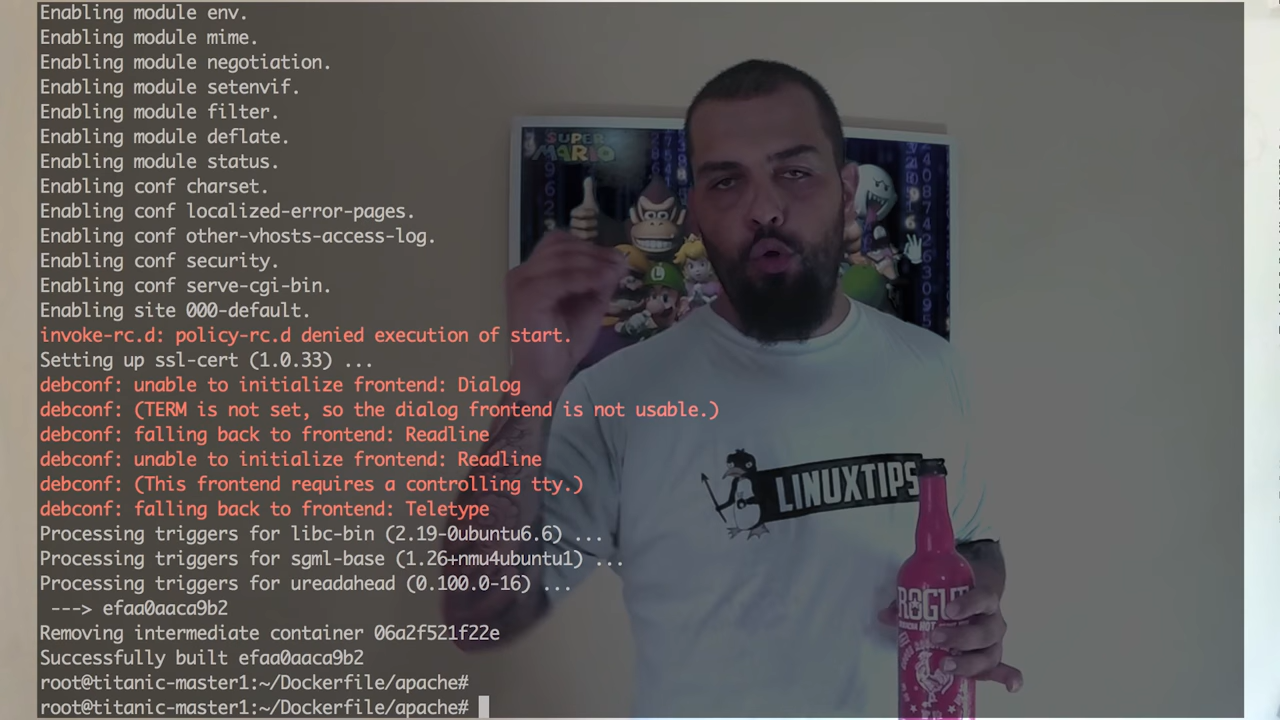 Enabling module env.
Enabling module mime.
Enabling module negotiation.
Enabling module setenvif.
Enabling module filter.
Enabling module deflate.
Enabling module status.
Enabling conf charset.
Enabling conf localized-error-pages.
Enabling conf other-vhosts-access-log.
Enabling conf security.
Enabling conf serve-cgi-bin.
Enabling site 000-default.
invoke-rc.d: policy-rc.d denied execution of start.
Setting up ssl-cert (1.0.33) ...
debconf: unable to initialize frontend: Dialog
debconf: (TERM is not set, so the dialog frontend is not usable.)
debconf: falling back to frontend: Readline
debconf: unable to initialize frontend: Readline
debconf: (This frontend requires a controlling tty.)
debconf: falling back to frontend: Teletype
Processing triggers for libc-bin (2.19-0ubuntu6.6) ...
Processing triggers for sgml-base (1.26+nmu4ubuntu1) ...
Processing triggers for ureadahead (0.100.0-16) ...
---> efaa0aaca9b2
Removing intermediate container 06a2f521f22e
Successfully built efaa0aaca9b2
root@titanic-master1:~/Dockerfile/apache#
root@titanic-master1:~/Dockerfile/apache#
SUPER
MARIO
LINUXTIPS
ROGUE
HOT